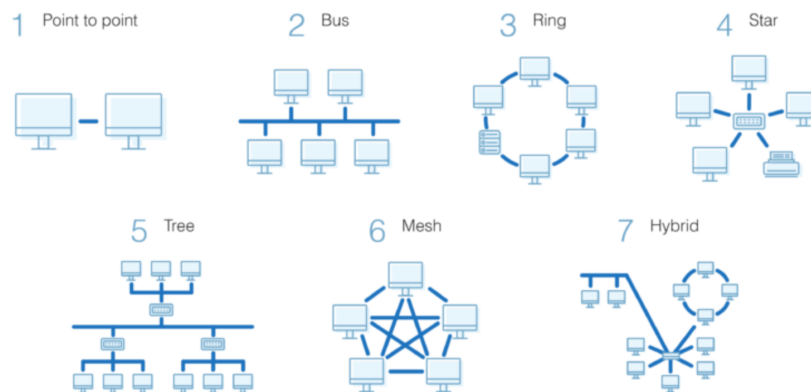 1 Point to point
2 Bus
3 Ring
4 Star
5 Tree
6 Mesh
7 Hybrid